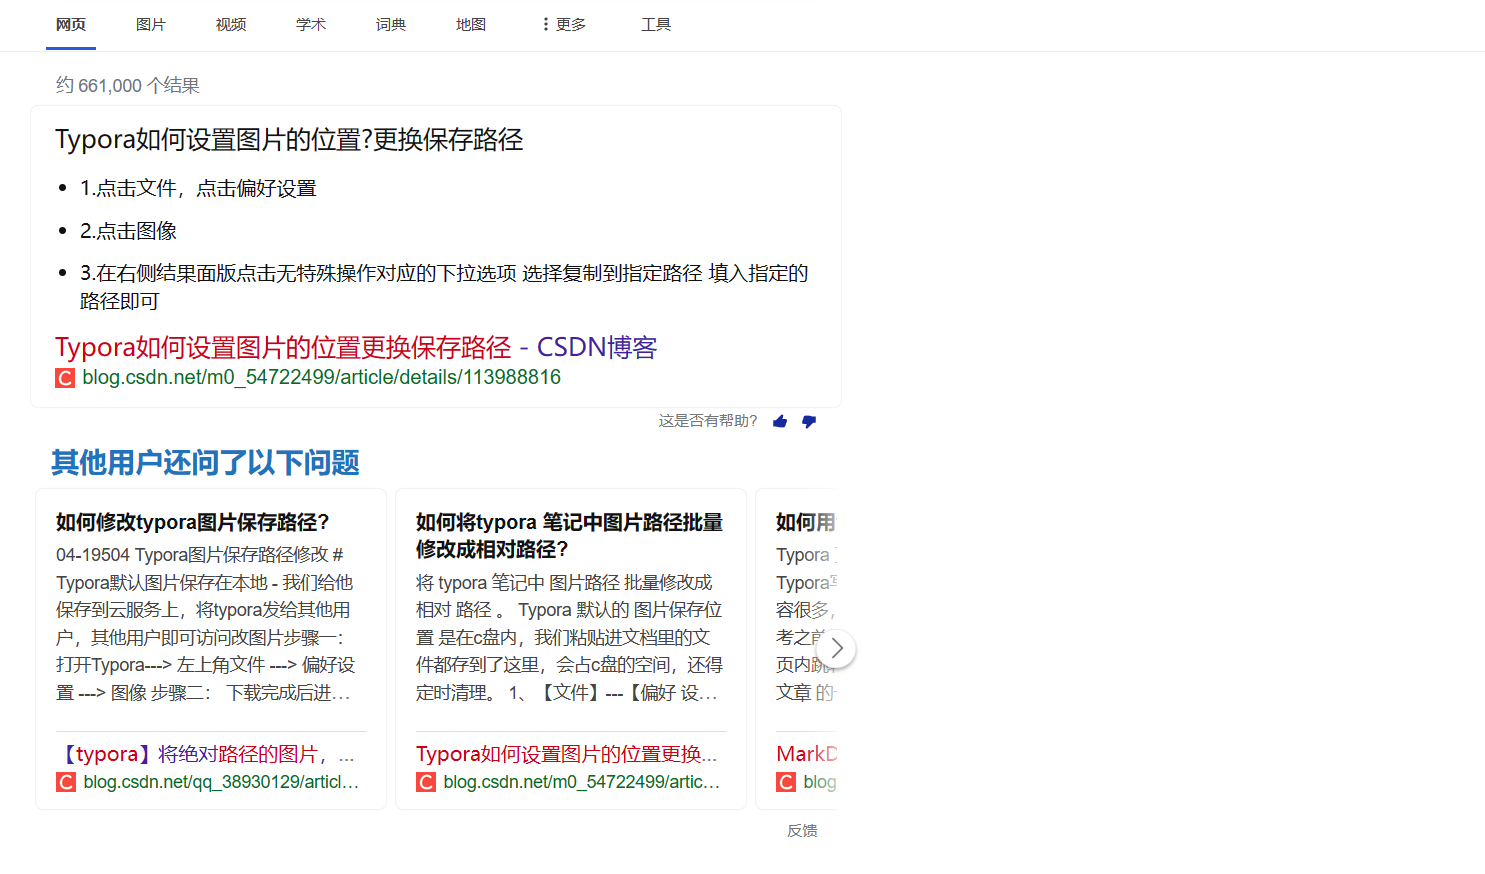 网页 图片 视频 学术 词典 地图 更多 工具
约 661,000 个结果
Typora如何设置图片的位置?更换保存路径
1.点击文件，点击偏好设置
2.点击图像
3.在右侧结果面版点击无特殊操作对应的下拉选项 选择复制到指定路径 填入指定的
路径即可
Typora如何设置图片的位置更换保存路径 - CSDN博客
blog.csdn.net/m0_54722499/article/details/113988816
这是否有帮助?
其他用户还问了以下问题
如何修改typora图片保存路径?
04-19504 Typora图片保存路径修改 #
Typora默认图片保存在本地 - 我们给他
保存到云服务上，将typora发给其他用
户，其他用户即可访问改图片步骤一：
打开Typora---> 左上角文件 ---> 偏好设
置 ---> 图像 步骤二： 下载完成后进…
【typora】将绝对路径的图片，...
blog.csdn.net/qq_38930129/articl…
如何将typora 笔记中图片路径批量
修改成相对路径?
将 typora 笔记中 图片路径 批量修改成
相对 路径 。 Typora 默认的 图片保存位
置 是在c盘内，我们粘贴进文档里的文
件都存到了这里，会占c盘的空间，还得
定时清理。 1、【文件】---【偏好 设…
Typora如何设置图片的位置更换...
blog.csdn.net/m0_54722499/artic…
如何用
Typora
Typora写
容很多，
考之前
页内跳
文章 的
MarkD
blog
反馈